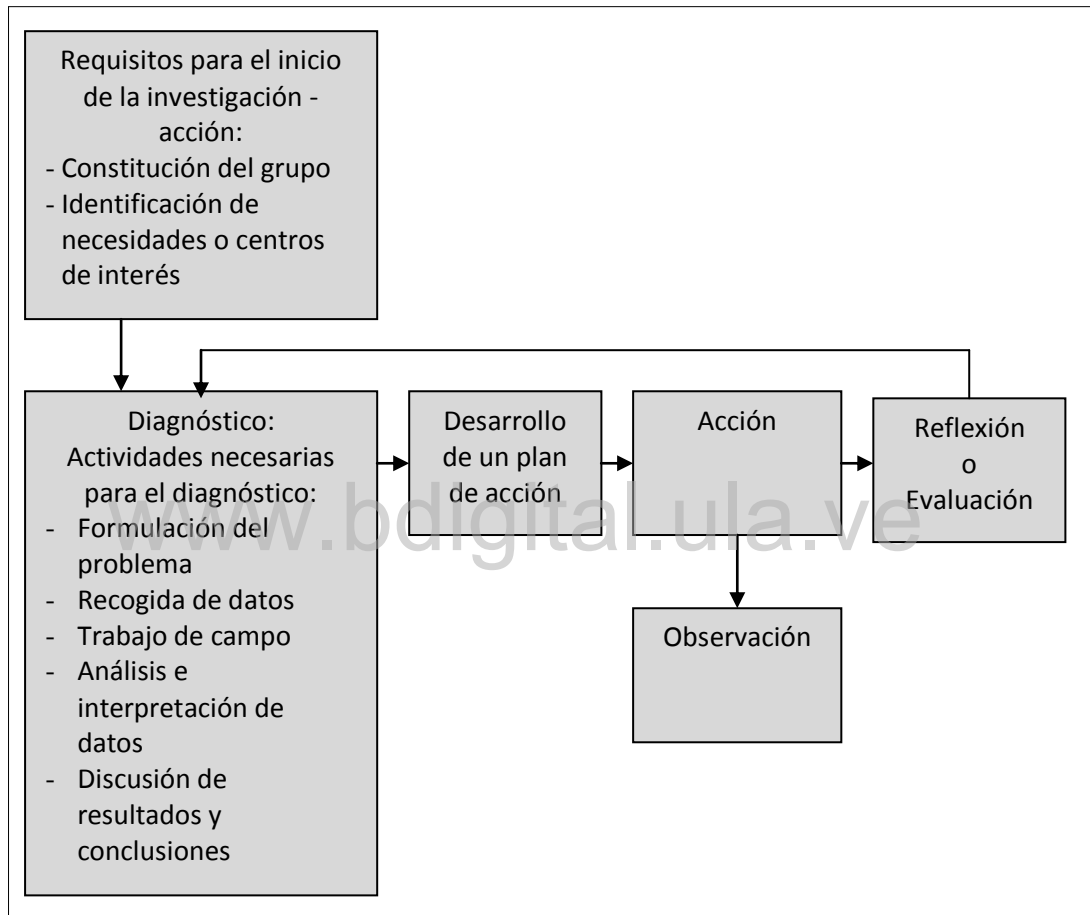 Requisitos para el inicio
de la investigación -
acción:
- Constitución del grupo
- Identificación de
necesidades o centros
de interés
Diagnóstico:
Actividades necesarias
para el diagnóstico:
- Formulación del
problema
- Recogida de datos
- Trabajo de campo
- Análisis e
interpretación de
datos
- Discusión de
resultados y
conclusiones
Desarrollo
de un plan
de acción
Acción
Reflexión
o
Evaluación
Observación
www.bdigital.ula.ve